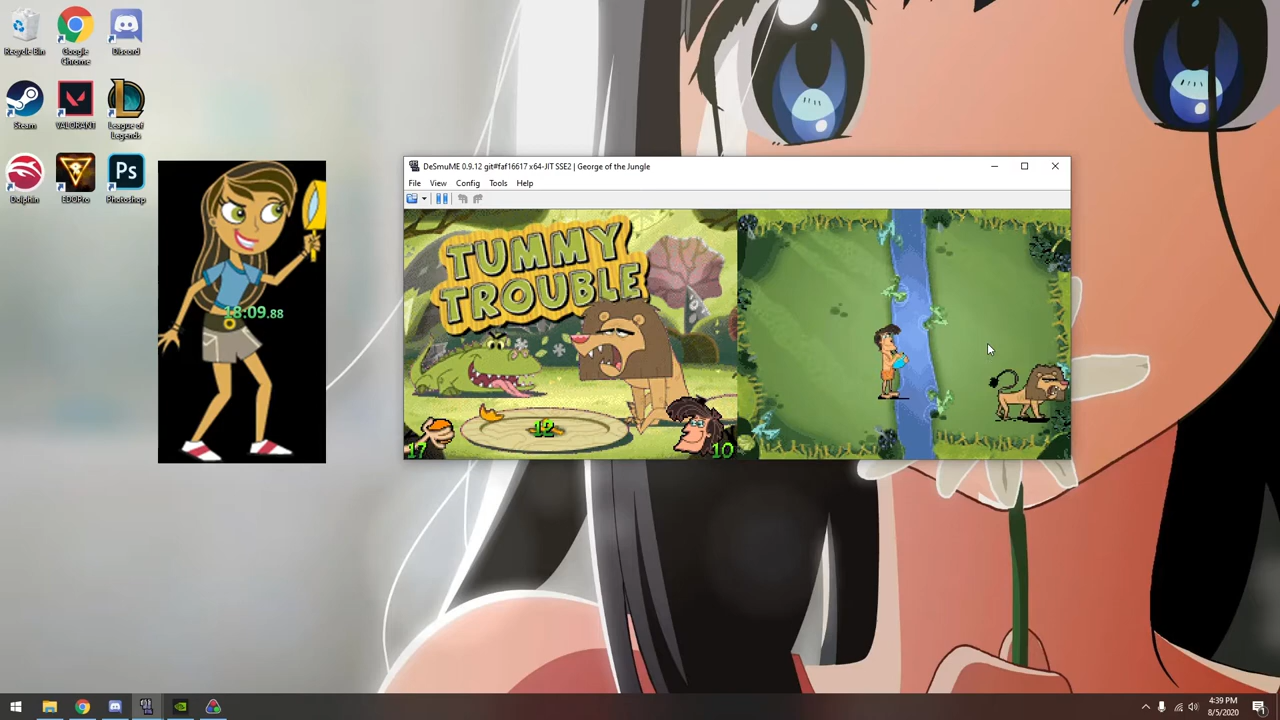 Recycle Bin
Google Chrome
Discord
Steam
VALORANT
League of Legends
Dolphin
EDOPro
Ps
Photoshop
18:09.88
DeSmuME 0.9.12 git#faf16617 x64-JIT SSE2 | George of the Jungle
File View Config Tools Help
TUMMY
TROUBLE
12
17
10
4:39 PM
8/5/2020
1